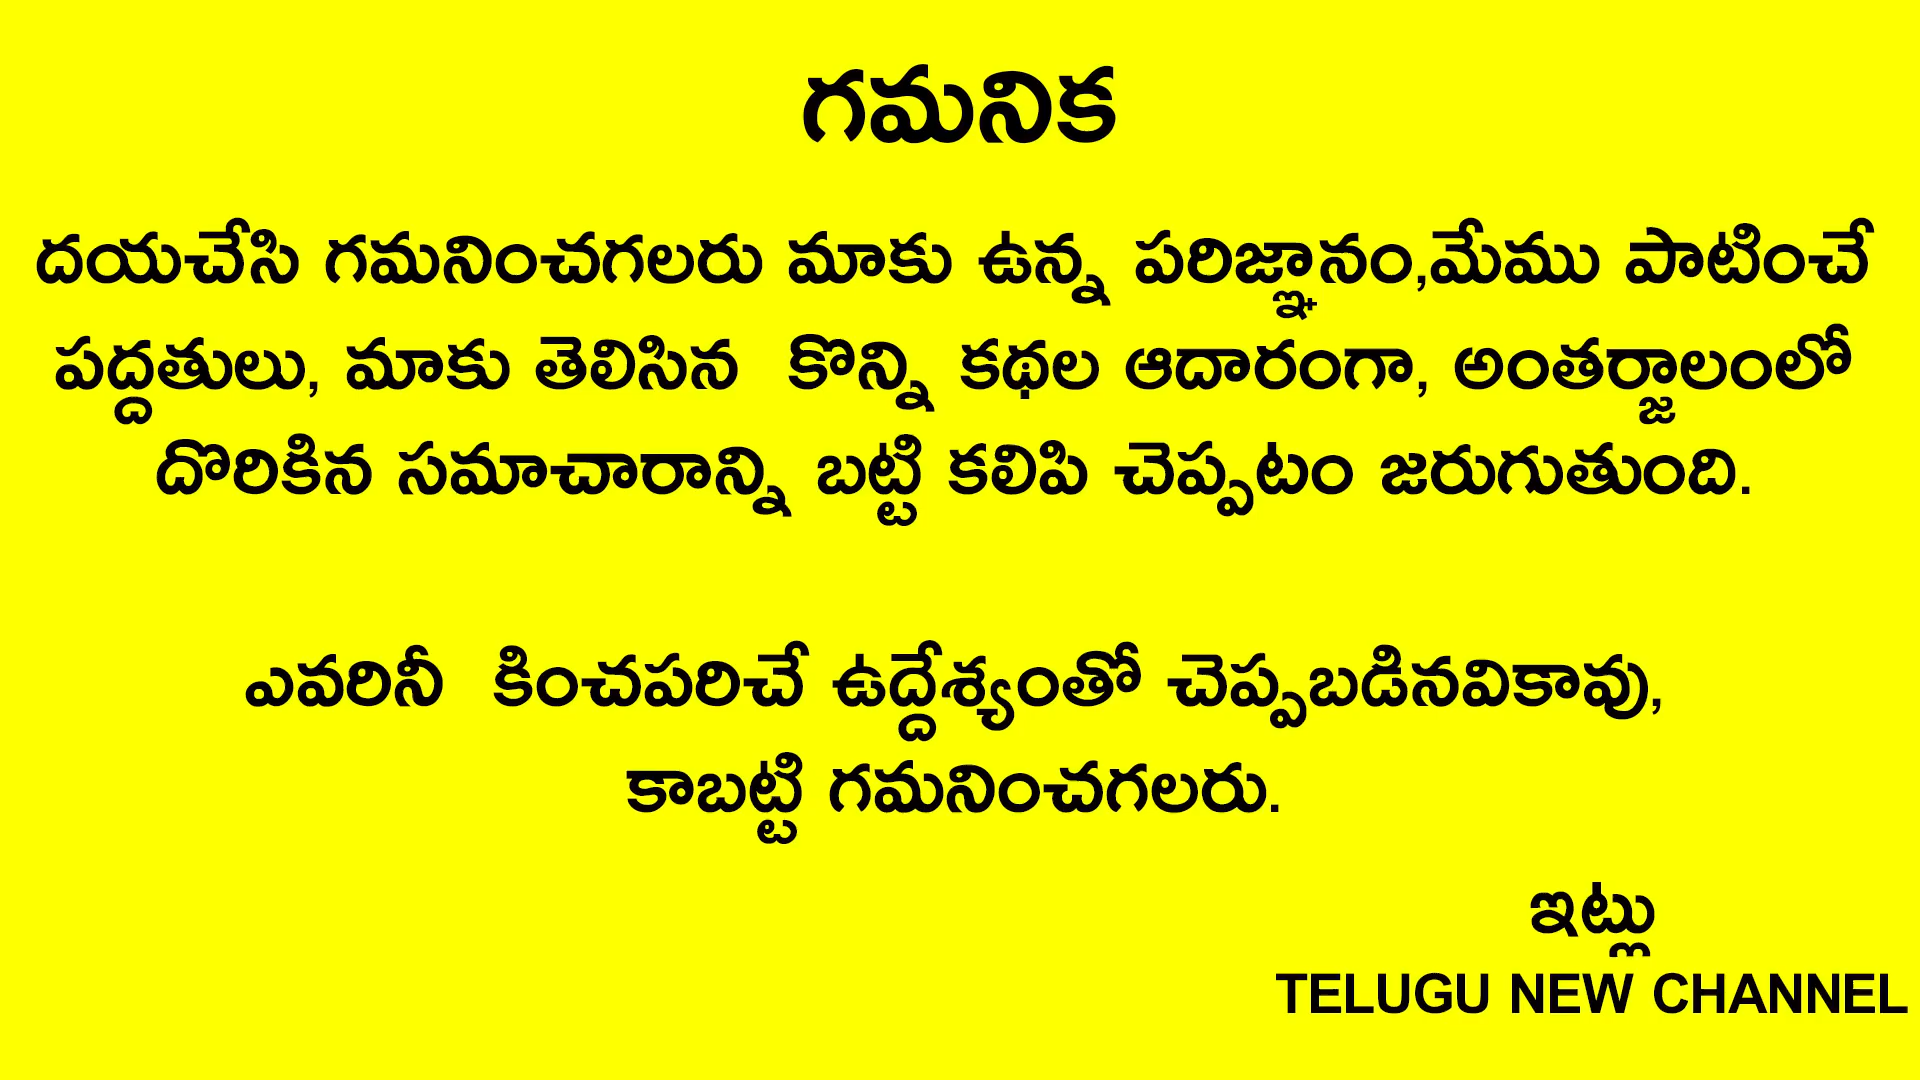 గమనిక
దయచేసి గమనించగలరు మాకు ఉన్న పరిజ్ఞానం,మేము పాటించే
పద్దతులు, మాకు తెలిసిన కొన్ని కథల ఆదారంగా, అంతర్జాలంలో
దొరికిన సమాచారాన్ని బట్టి కలిపి చెప్పటం జరుగుతుంది.
ఎవరినీ కించపరిచే ఉద్దేశ్యంతో చెప్పబడినవికావు,
కాబట్టి గమనించగలరు.
ఇట్లు
TELUGU NEW CHANNEL